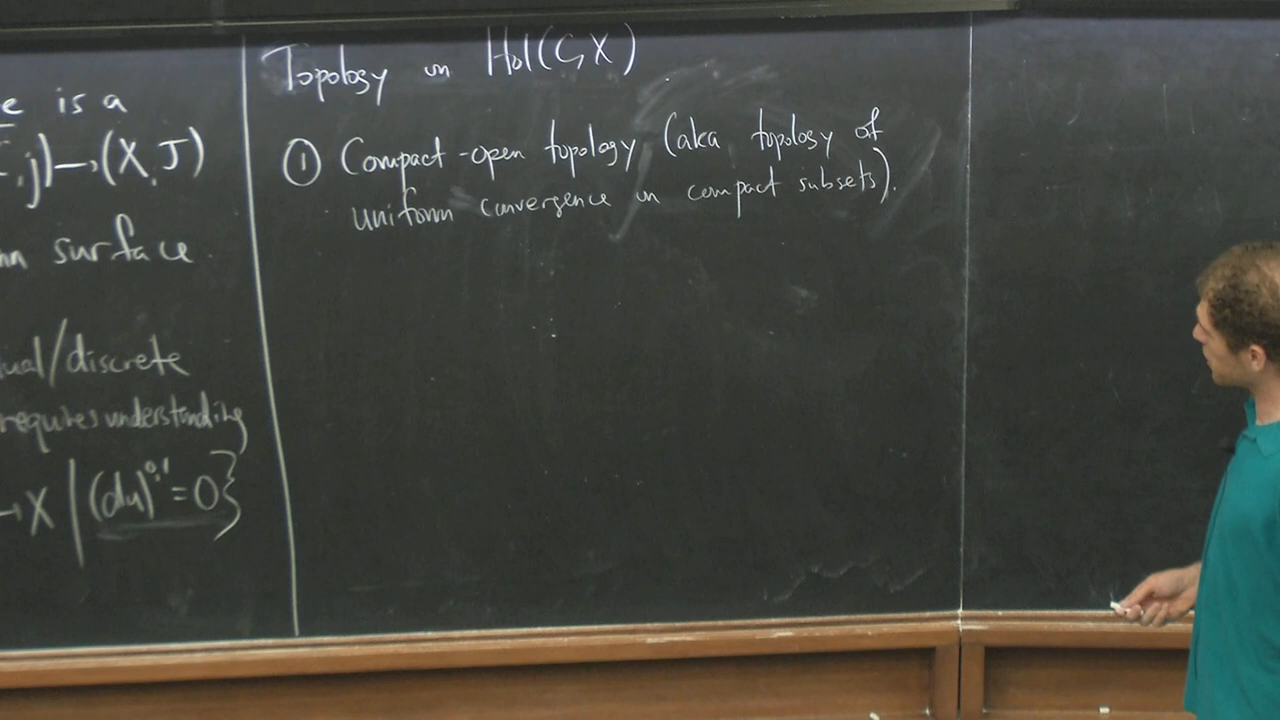 is a
j)→(X,J)
surface
/discrete
requires understanding
→X | (du)^{0,1}=0}
Topology on Hol(C,X)
① Compact-open topology (aka topology of
uniform convergence on compact subsets).